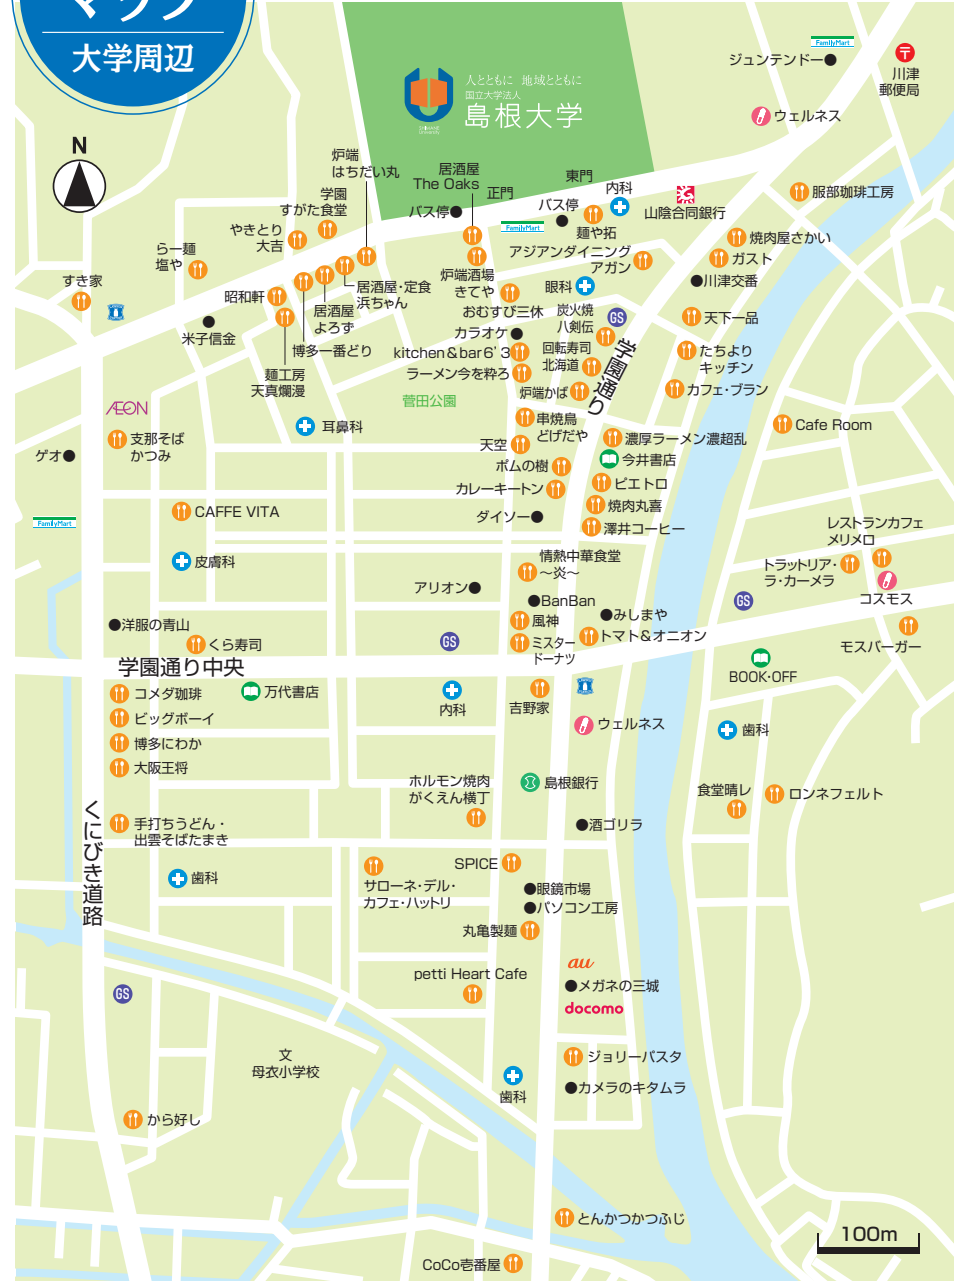 マップ
大学周辺
N
人とともに 地域とともに
国立大学法人
島根大学
SHIMANE
UNIVERSITY
FamilyMart
ジュンテンドー
川津
郵便局
ウェルネス
炉端
はちだい丸
居酒屋
The Oaks
正門
東門
内科
学園
すがた食堂
バス停
FamilyMart
バス停
麺や拓
山陰合同銀行
服部珈琲工房
やきとり
大吉
らー麺
塩や
すき家
昭和軒
米子信金
居酒屋・定食
浜ちゃん
居酒屋
よろず
博多一番どり
麺工房
天真爛漫
炉端酒場
きてや
おむすび三休
アジアンダイニング
アガン
眼科
焼肉屋さかい
ガスト
川津交番
天下一品
炭火焼
八剣伝
GS
カラオケ
kitchen&bar6'3
ラーメン今を粋ろ
回転寿司
北海道
炉端かば
学園通り
たちより
キッチン
カフェ・ブラン
菅田公園
ÆON
支那そば
かつみ
ゲオ
耳鼻科
串焼鳥
どげだや
天空
濃厚ラーメン濃超乱
Cafe Room
ポムの樹
今井書店
カレーキートン
ピエトロ
焼肉丸喜
ダイソー
澤井コーヒー
CAFFE VITA
FamilyMart
皮膚科
レストランカフェ
メリメロ
トラットリア・
ラ・カーメラ
コスモス
情熱中華食堂
~炎~
アリオン
BanBan
みしまや
GS
風神
トマト&オニオン
ミスター
ドーナツ
モスバーガー
洋服の青山
くら寿司
GS
学園通り中央
BOOK・OFF
コメダ珈琲
万代書店
内科
吉野家
ウェルネス
歯科
ビッグボーイ
博多にわか
大阪王将
ホルモン焼肉
がくえん横丁
島根銀行
食堂晴レ
ロンネフェルト
くにびき道路
手打ちうどん・
出雲そばたまき
酒ゴリラ
歯科
SPICE
サローネ・デル・
カフェ・ハットリ
眼鏡市場
パソコン工房
丸亀製麺
petti Heart Cafe
au
メガネの三城
docomo
GS
文
母衣小学校
ジョリーパスタ
歯科
カメラのキタムラ
から好し
とんかつかつふじ
CoCo壱番屋
100m